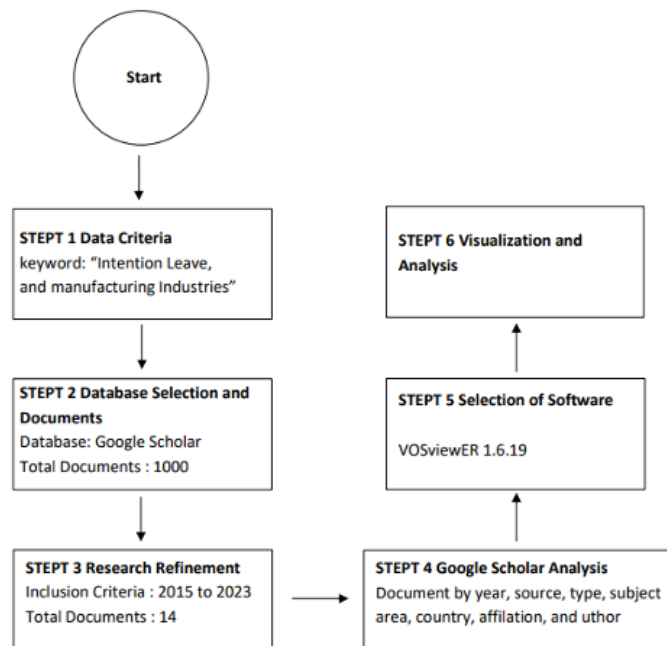 Start
STEPT 1 Data Criteria
keyword: “Intention Leave,
and manufacturing Industries”
STEPT 2 Database Selection and
Documents
Database: Google Scholar
Total Documents : 1000
STEPT 3 Research Refinement
Inclusion Criteria : 2015 to 2023
Total Documents : 14
STEPT 4 Google Scholar Analysis
Document by year, source, type, subject
area, country, affilation, and uthor
STEPT 5 Selection of Software
VOSviewER 1.6.19
STEPT 6 Visualization and
Analysis